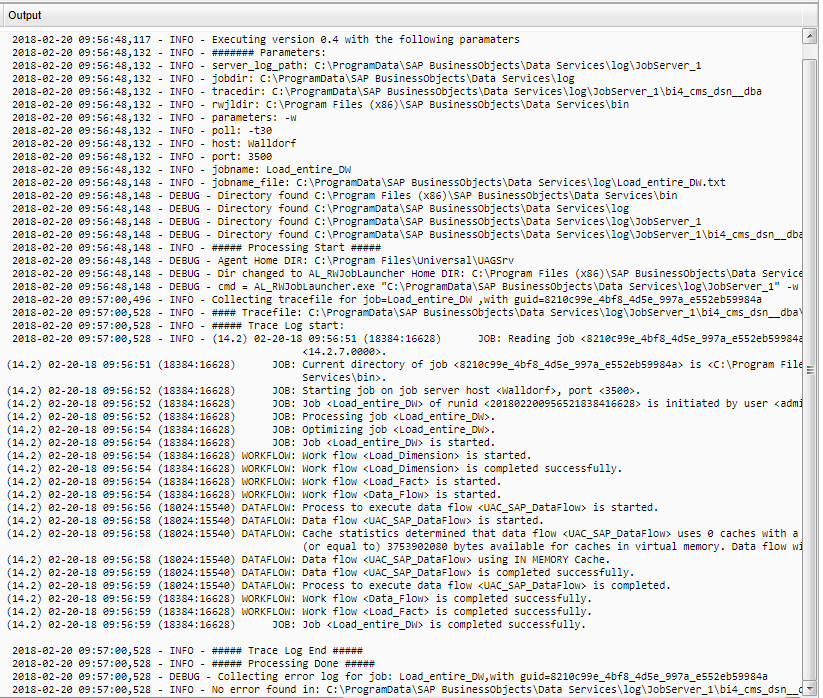 Output
2018-02-20 09:56:48,117 - INFO - Executing version 0.4 with the following paramaters
2018-02-20 09:56:48,132 - INFO - ####### Parameters:
2018-02-20 09:56:48,132 - INFO - server_log_path: C:\ProgramData\SAP BusinessObjects\Data Services\log\JobServer_1
2018-02-20 09:56:48,132 - INFO - jobdir: C:\ProgramData\SAP BusinessObjects\Data Services\log
2018-02-20 09:56:48,132 - INFO - tracedir: C:\ProgramData\SAP BusinessObjects\Data Services\log\JobServer_1\bi4_cms_dsn__dba
2018-02-20 09:56:48,132 - INFO - rwjldir: C:\Program Files (x86)\SAP BusinessObjects\Data Services\bin
2018-02-20 09:56:48,132 - INFO - parameters: -w
2018-02-20 09:56:48,132 - INFO - poll: -t30
2018-02-20 09:56:48,132 - INFO - host: Walldorf
2018-02-20 09:56:48,132 - INFO - port: 3500
2018-02-20 09:56:48,132 - INFO - jobname: Load_entire_DW
2018-02-20 09:56:48,148 - INFO - jobname_file: C:\ProgramData\SAP BusinessObjects\Data Services\log\Load_entire_DW.txt
2018-02-20 09:56:48,148 - DEBUG - Directory found C:\Program Files (x86)\SAP BusinessObjects\Data Services\bin
2018-02-20 09:56:48,148 - DEBUG - Directory found C:\ProgramData\SAP BusinessObjects\Data Services\log
2018-02-20 09:56:48,148 - DEBUG - Directory found C:\ProgramData\SAP BusinessObjects\Data Services\log\JobServer_1
2018-02-20 09:56:48,148 - DEBUG - Directory found C:\ProgramData\SAP BusinessObjects\Data Services\log\JobServer_1\bi4_cms_dsn__dba
2018-02-20 09:56:48,148 - INFO - ##### Processing Start #####
2018-02-20 09:56:48,148 - DEBUG - Agent Home DIR: C:\Program Files\Universal\UAGSrv
2018-02-20 09:56:48,148 - DEBUG - Dir changed to AL_RWJobLauncher Home DIR: C:\Program Files (x86)\SAP BusinessObjects\Data Service
2018-02-20 09:56:48,148 - DEBUG - cmd = AL_RWJobLauncher.exe "C:\ProgramData\SAP BusinessObjects\Data Services\log\JobServer_1" -w
2018-02-20 09:57:00,496 - INFO - Collecting tracefile for job=Load_entire_DW ,with guid=8210c99e_4bf8_4d5e_997a_e552eb59984a
2018-02-20 09:57:00,528 - INFO - #### Tracefile: C:\ProgramData\SAP BusinessObjects\Data Services\log\JobServer_1\bi4_cms_dsn__dba\
2018-02-20 09:57:00,528 - INFO - ##### Trace Log start:
2018-02-20 09:57:00,528 - INFO - (14.2) 02-20-18 09:56:51 (18384:16628) JOB: Reading job <8210c99e_4bf8_4d5e_997a_e552eb59984a
<14.2.7.0000>.
(14.2) 02-20-18 09:56:51 (18384:16628) JOB: Current directory of job <8210c99e_4bf8_4d5e_997a_e552eb59984a> is <C:\Program File
Services\bin>.
(14.2) 02-20-18 09:56:52 (18384:16628) JOB: Starting job on job server host <Walldorf>, port <3500>.
(14.2) 02-20-18 09:56:52 (18384:16628) JOB: Job <Load_entire_DW> of runid <201802200956521838416628> is initiated by user <admi
(14.2) 02-20-18 09:56:52 (18384:16628) JOB: Processing job <Load_entire_DW>.
(14.2) 02-20-18 09:56:54 (18384:16628) JOB: Optimizing job <Load_entire_DW>.
(14.2) 02-20-18 09:56:54 (18384:16628) JOB: Job <Load_entire_DW> is started.
(14.2) 02-20-18 09:56:54 (18384:16628) WORKFLOW: Work flow <Load_Dimension> is started.
(14.2) 02-20-18 09:56:54 (18384:16628) WORKFLOW: Work flow <Load_Dimension> is completed successfully.
(14.2) 02-20-18 09:56:54 (18384:16628) WORKFLOW: Work flow <Load_Fact> is started.
(14.2) 02-20-18 09:56:54 (18384:16628) WORKFLOW: Work flow <Data_Flow> is started.
(14.2) 02-20-18 09:56:56 (18024:15540) DATAFLOW: Process to execute data flow <UAC_SAP_DataFlow> is started.
(14.2) 02-20-18 09:56:58 (18024:15540) DATAFLOW: Data flow <UAC_SAP_DataFlow> is started.
(14.2) 02-20-18 09:56:58 (18024:15540) DATAFLOW: Cache statistics determined that data flow <UAC_SAP_DataFlow> uses 0 caches with a
(or equal to) 3753902080 bytes available for caches in virtual memory. Data flow wi
(14.2) 02-20-18 09:56:58 (18024:15540) DATAFLOW: Data flow <UAC_SAP_DataFlow> using IN MEMORY Cache.
(14.2) 02-20-18 09:56:59 (18024:15540) DATAFLOW: Data flow <UAC_SAP_DataFlow> is completed successfully.
(14.2) 02-20-18 09:56:59 (18024:15540) DATAFLOW: Process to execute data flow <UAC_SAP_DataFlow> is completed.
(14.2) 02-20-18 09:56:59 (18384:16628) WORKFLOW: Work flow <Data_Flow> is completed successfully.
(14.2) 02-20-18 09:56:59 (18384:16628) WORKFLOW: Work flow <Load_Fact> is completed successfully.
(14.2) 02-20-18 09:56:59 (18384:16628) JOB: Job <Load_entire_DW> is completed successfully.
2018-02-20 09:57:00,528 - INFO - ##### Trace Log End #####
2018-02-20 09:57:00,528 - INFO - ##### Processing Done #####
2018-02-20 09:57:00,528 - DEBUG - Collecting error log for job: Load_entire_DW,with guid=8210c99e_4bf8_4d5e_997a_e552eb59984a
2018-02-20 09:57:00,528 - INFO - No error found in: C:\ProgramData\SAP BusinessObjects\Data Services\log\JobServer_1\bi4_cms_dsn__